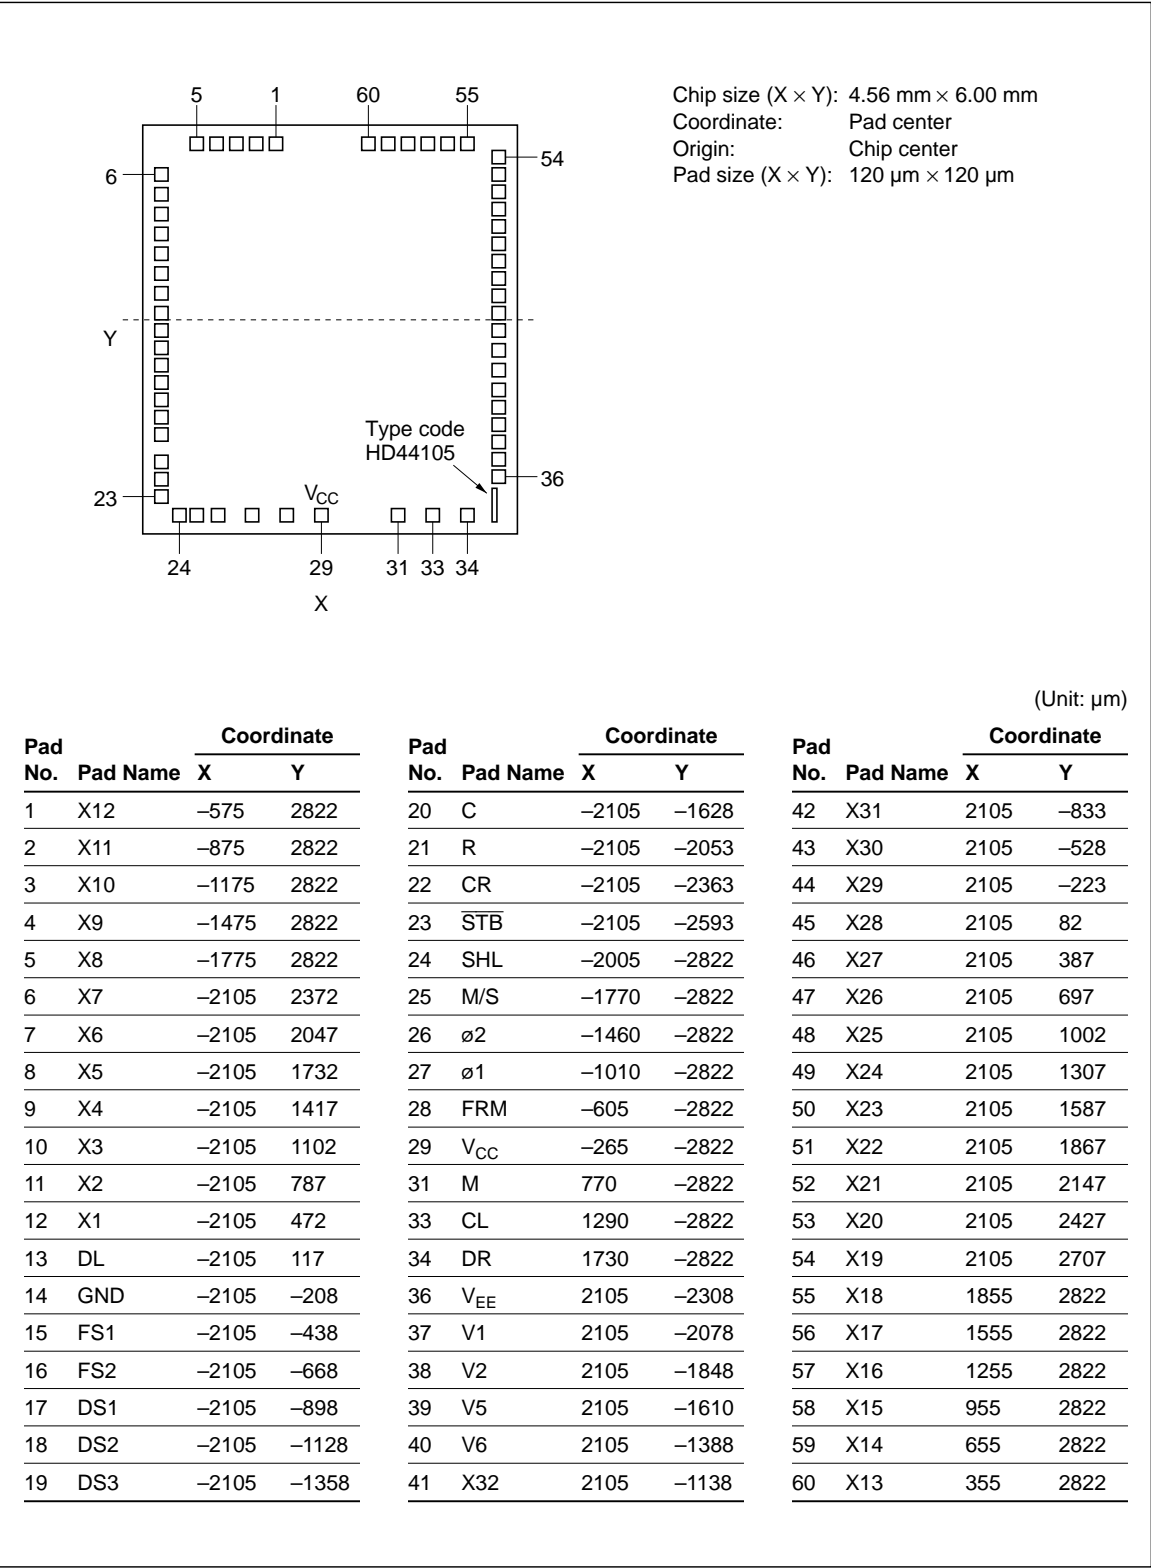 5 1 60 55
Chip size (X × Y): 4.56 mm × 6.00 mm
Coordinate: Pad center
Origin: Chip center
Pad size (X × Y): 120 µm × 120 µm
54
6
Y
Type code
HD44105
36
23
VCC
24 29 31 33 34
X
(Unit: µm)
Pad No. Pad Name Coordinate X Y Pad No. Pad Name Coordinate X Y Pad No. Pad Name Coordinate X Y
1 X12 –575 2822 20 C –2105 –1628 42 X31 2105 –833
2 X11 –875 2822 21 R –2105 –2053 43 X30 2105 –528
3 X10 –1175 2822 22 CR –2105 –2363 44 X29 2105 –223
4 X9 –1475 2822 23 STB –2105 –2593 45 X28 2105 82
5 X8 –1775 2822 24 SHL –2005 –2822 46 X27 2105 387
6 X7 –2105 2372 25 M/S –1770 –2822 47 X26 2105 697
7 X6 –2105 2047 26 ø2 –1460 –2822 48 X25 2105 1002
8 X5 –2105 1732 27 ø1 –1010 –2822 49 X24 2105 1307
9 X4 –2105 1417 28 FRM –605 –2822 50 X23 2105 1587
10 X3 –2105 1102 29 VCC –265 –2822 51 X22 2105 1867
11 X2 –2105 787 31 M 770 –2822 52 X21 2105 2147
12 X1 –2105 472 33 CL 1290 –2822 53 X20 2105 2427
13 DL –2105 117 34 DR 1730 –2822 54 X19 2105 2707
14 GND –2105 –208 36 VEE 2105 –2308 55 X18 1855 2822
15 FS1 –2105 –438 37 V1 2105 –2078 56 X17 1555 2822
16 FS2 –2105 –668 38 V2 2105 –1848 57 X16 1255 2822
17 DS1 –2105 –898 39 V5 2105 –1610 58 X15 955 2822
18 DS2 –2105 –1128 40 V6 2105 –1388 59 X14 655 2822
19 DS3 –2105 –1358 41 X32 2105 –1138 60 X13 355 2822